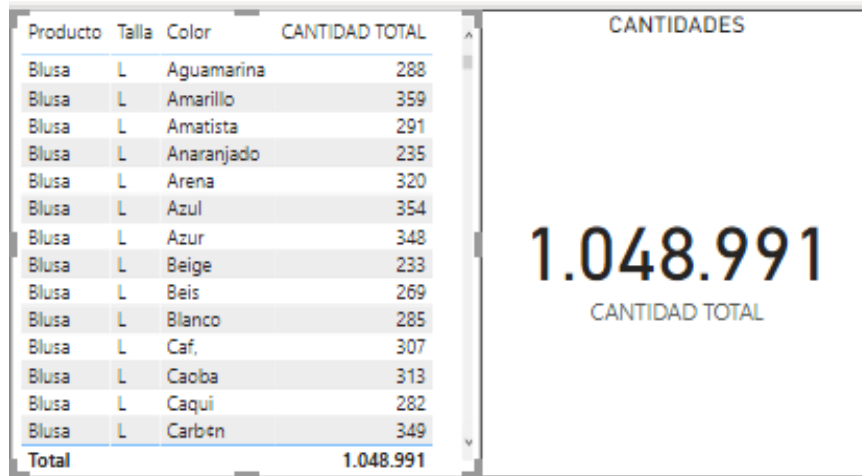 Producto Talla Color CANTIDAD TOTAL
Blusa L Aguamarina 288
Blusa L Amarillo 359
Blusa L Amatista 291
Blusa L Anaranjado 235
Blusa L Arena 320
Blusa L Azul 354
Blusa L Azur 348
Blusa L Beige 233
Blusa L Beis 269
Blusa L Blanco 285
Blusa L Caf,
307
Blusa L Caoba 313
Blusa L Caqui 282
Blusa L Carb¢n 349
Total 1.048.991
CANTIDADES
1.048.991
CANTIDAD TOTAL